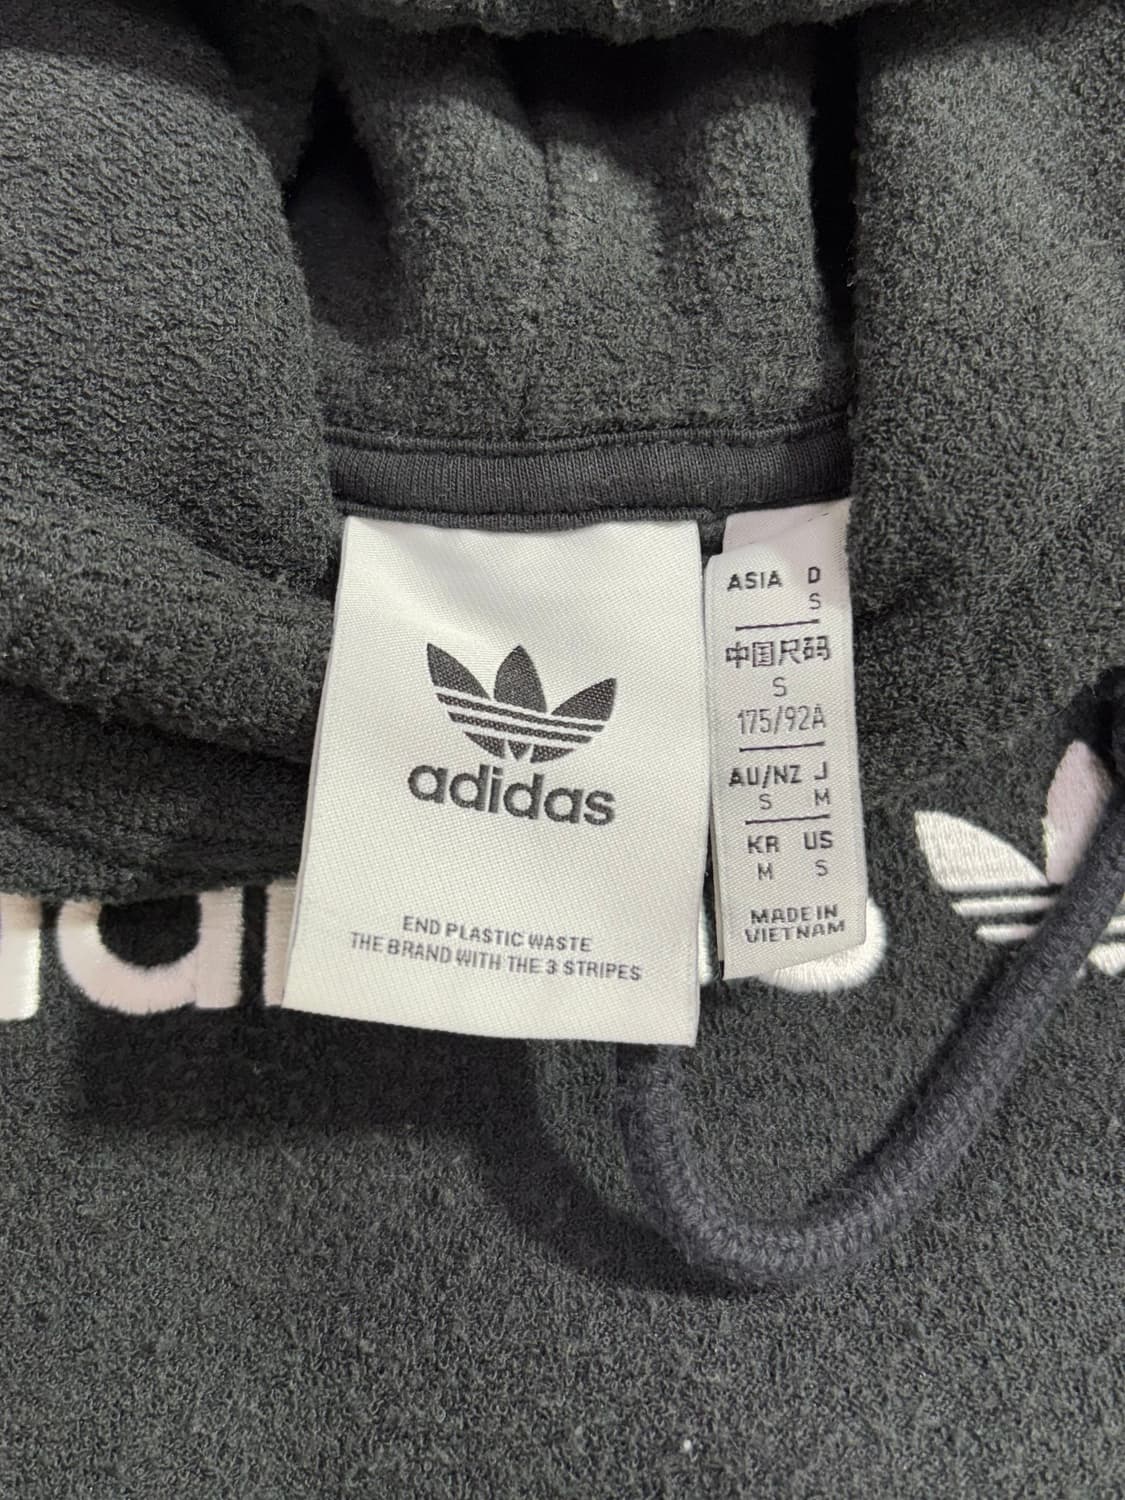 adidas
END PLASTIC WASTE
THE BRAND WITH THE 3 STRIPES
ASIA D
S
中国尺码
S
175/92A
AU/NZ J
S M
KR US
M S
MADE IN
VIETNAM